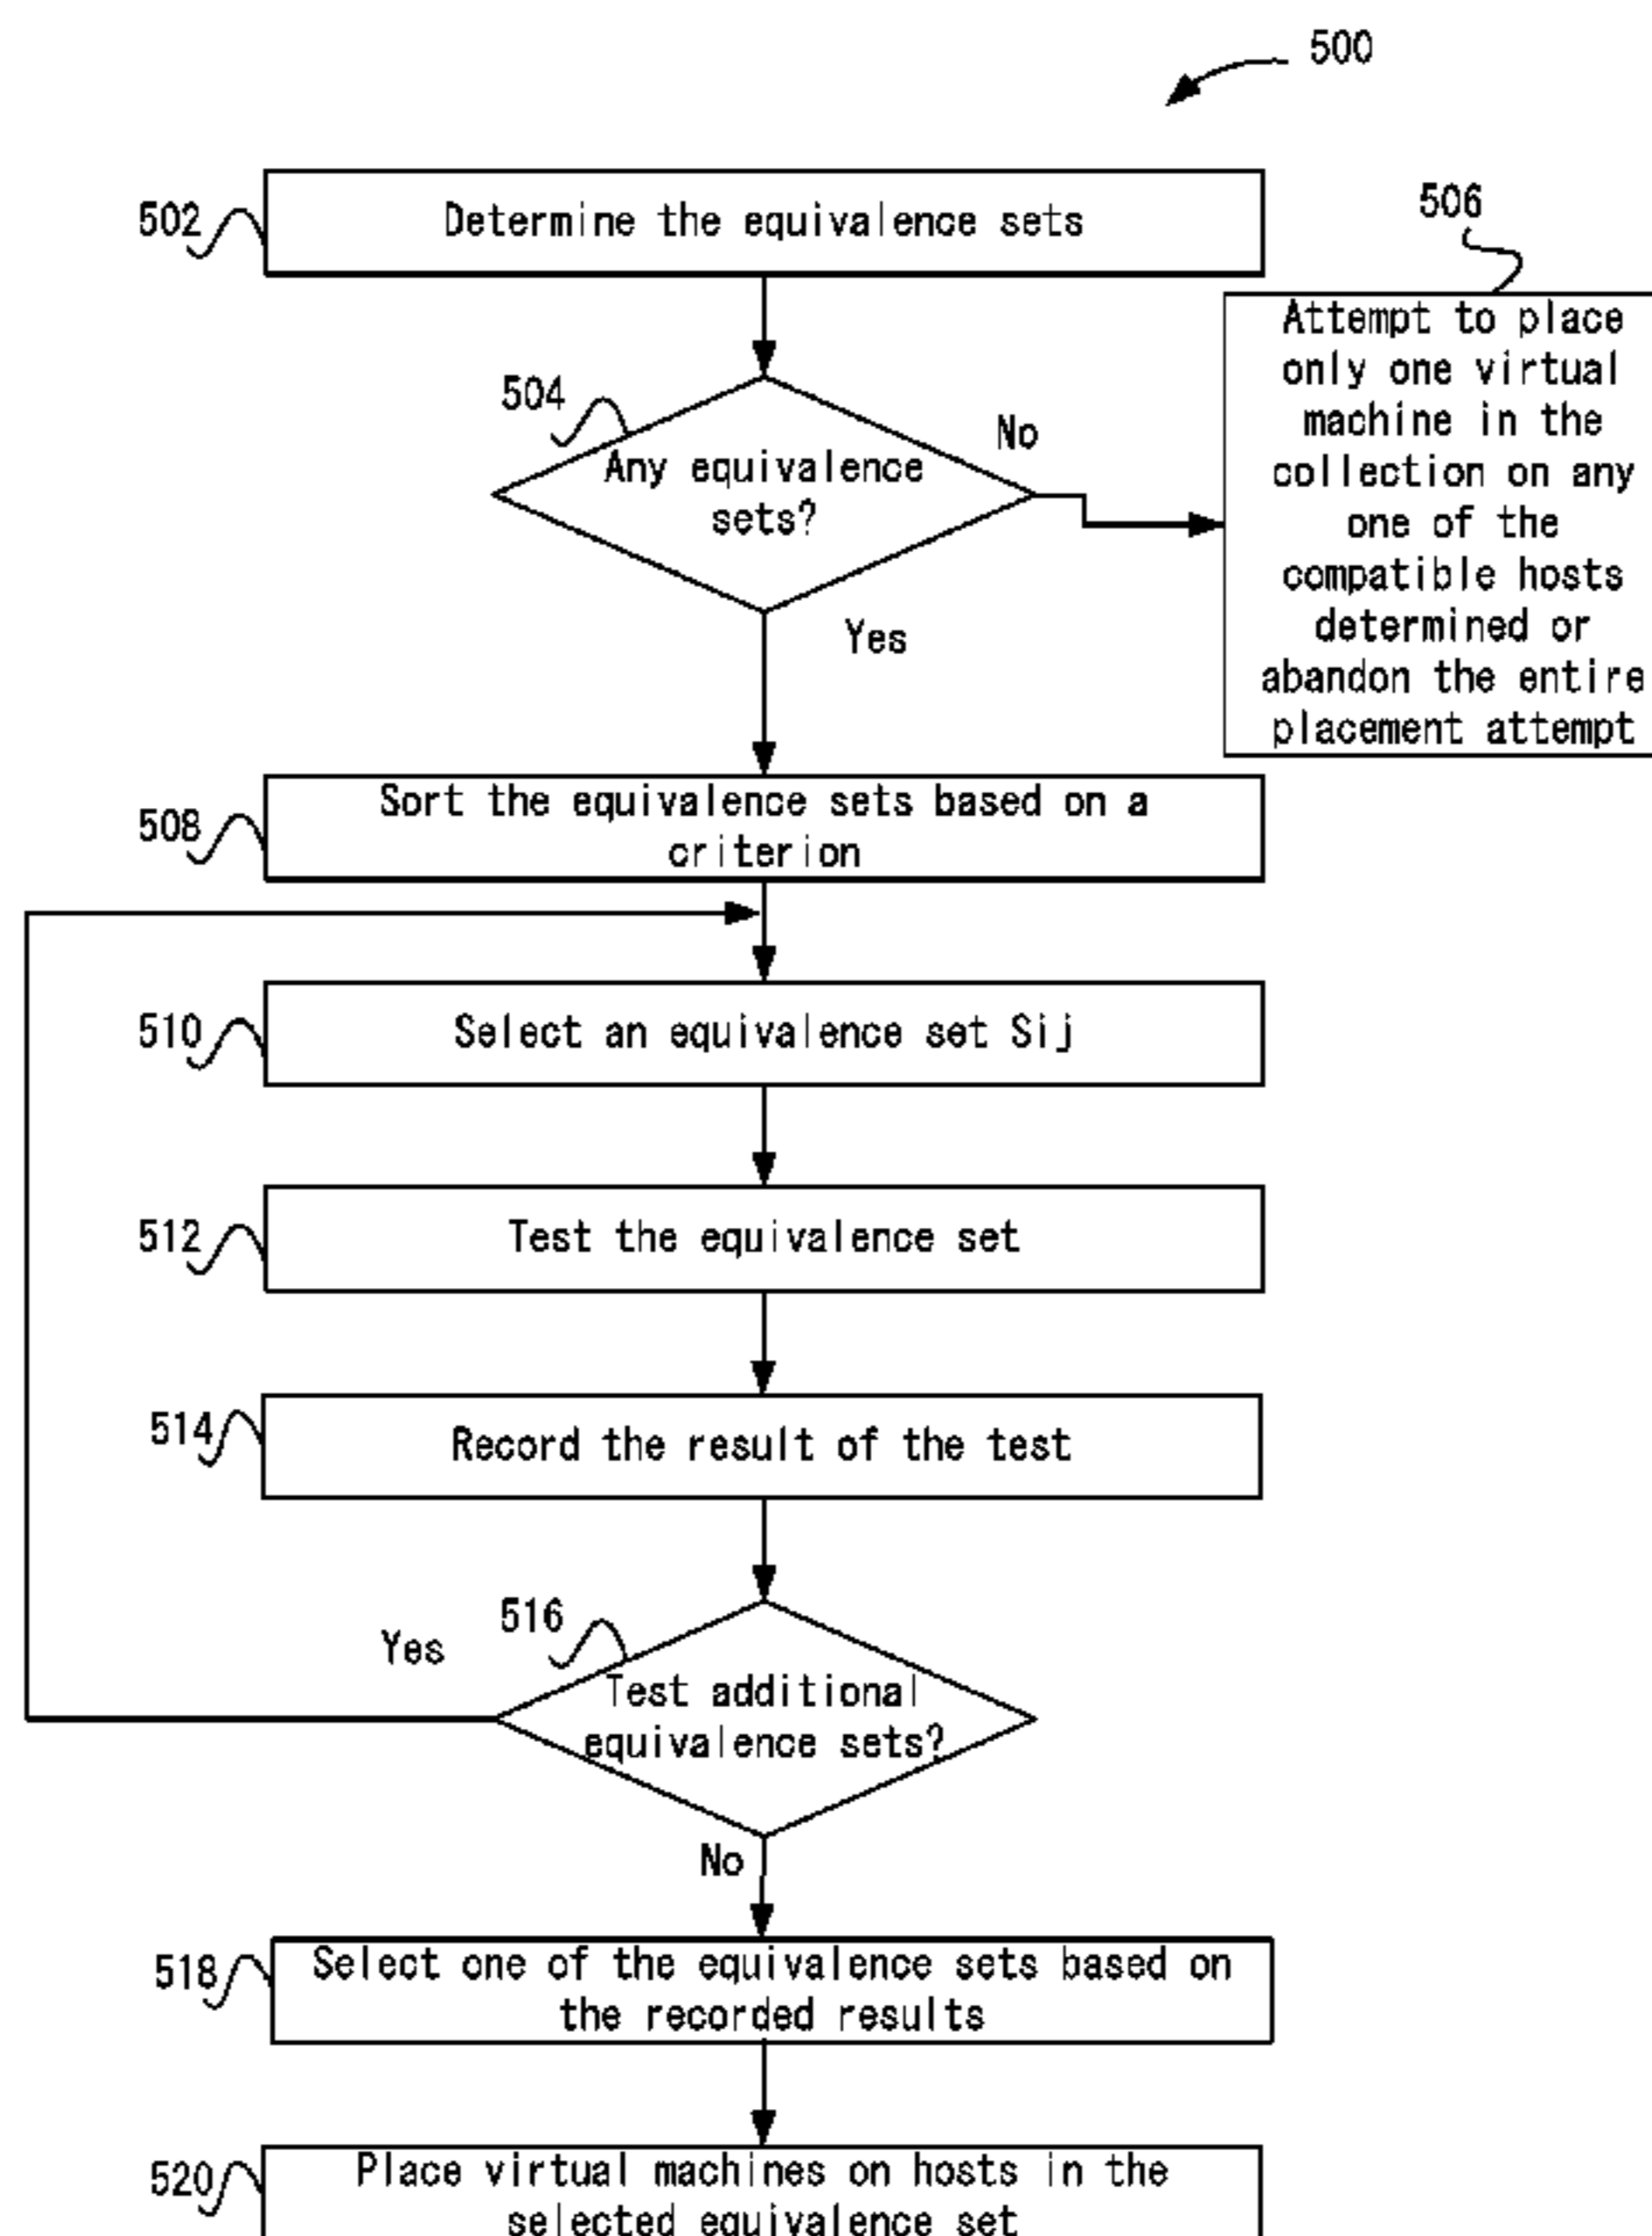 500
502
Determine the equivalence sets
506
Attempt to place
only one virtual
machine in the
collection on any
one of the
compatible hosts
determined or
abandon the entire
placement attempt
504
Any equivalence
sets?
No
Yes
508
Sort the equivalence sets based on a
criterion
510
Select an equivalence set Sij
512
Test the equivalence set
514
Record the result of the test
516
Test additional
equivalence sets?
Yes
No
518
Select one of the equivalence sets based on
the recorded results
520
Place virtual machines on hosts in the
selected equivalence set